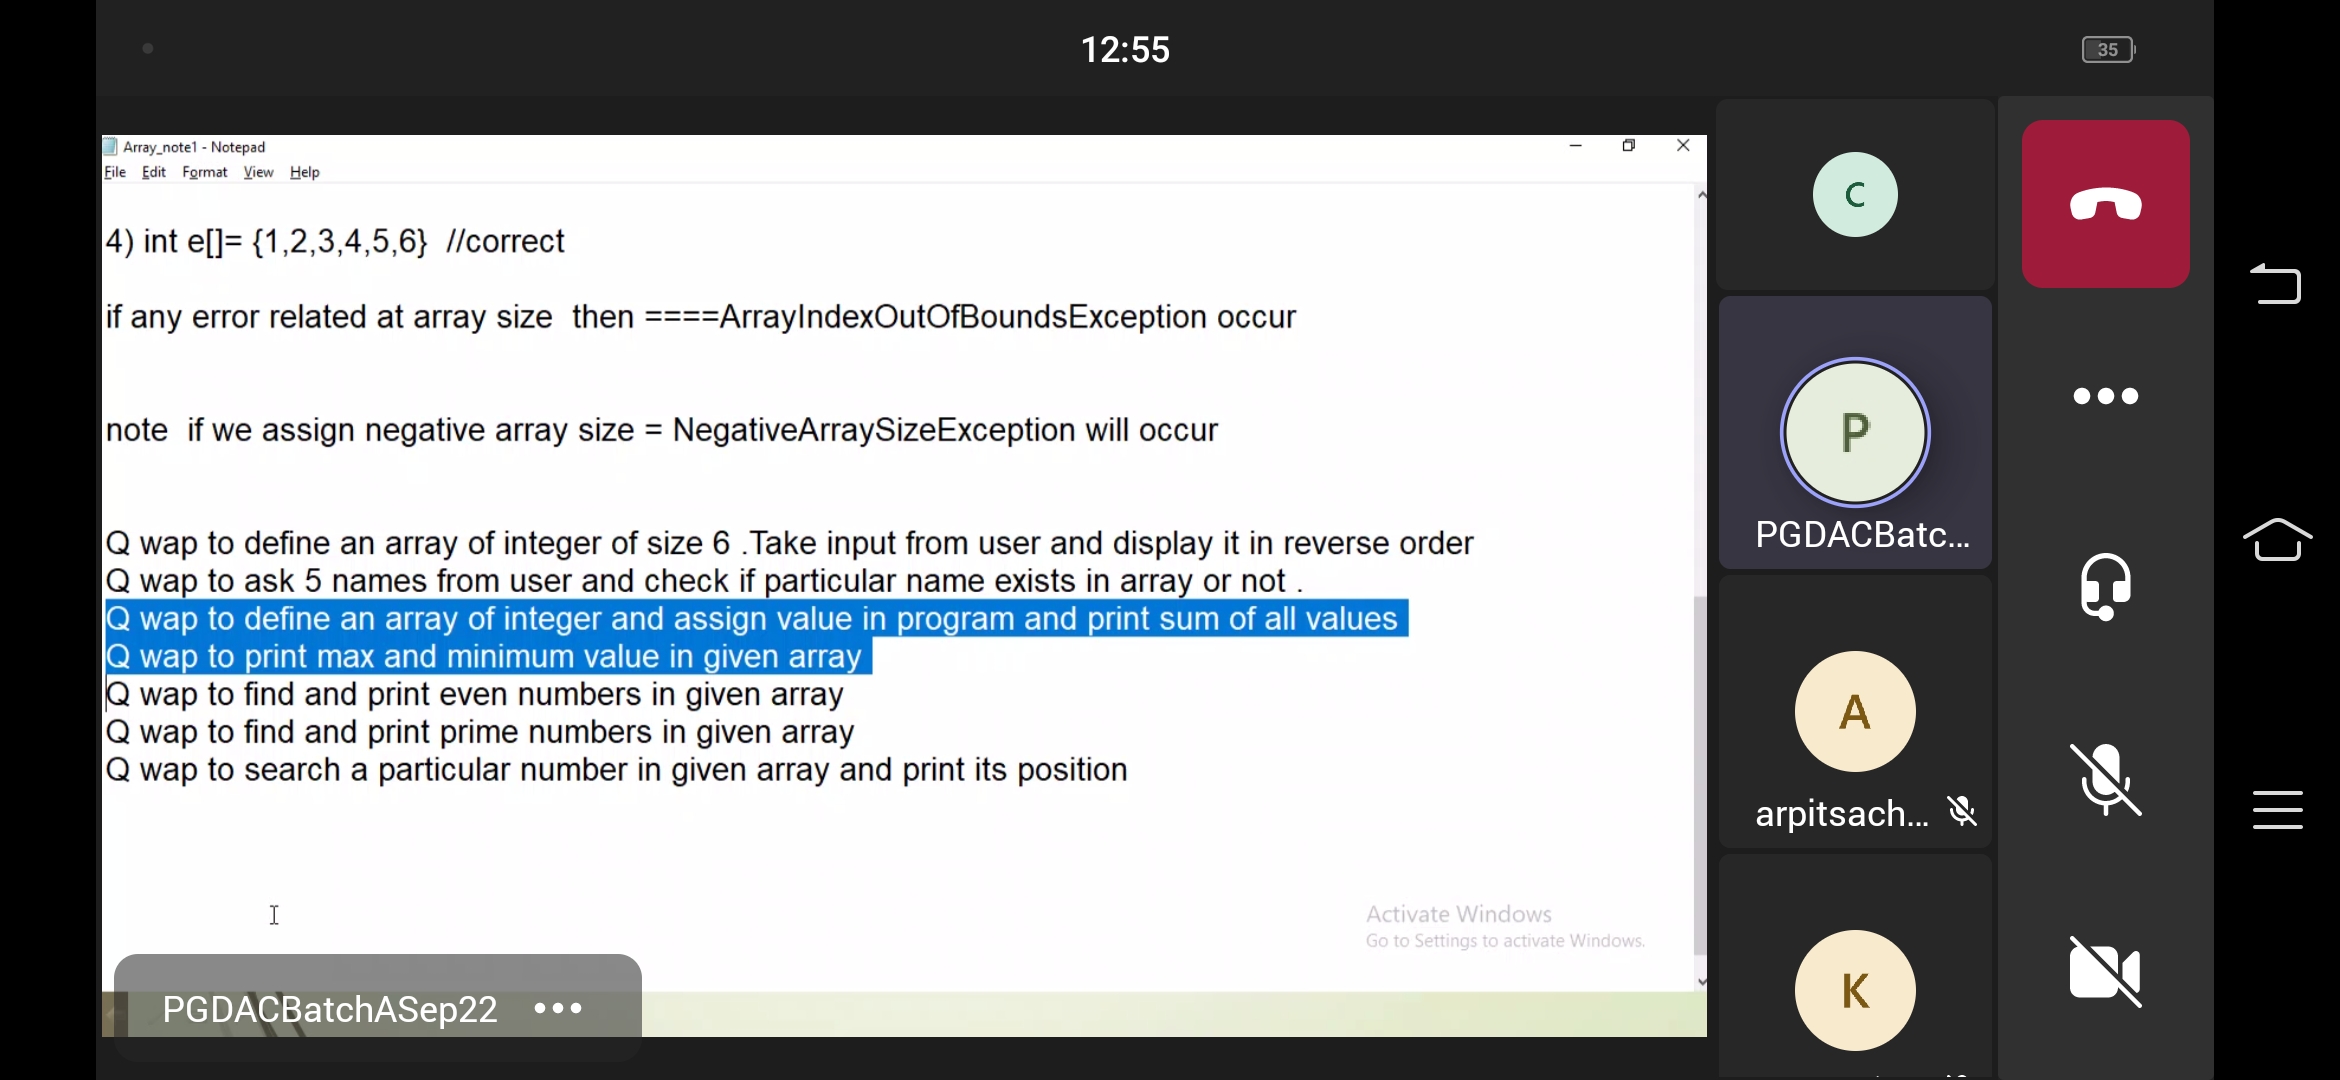 12:55
35
Array_note1 - Notepad
File Edit Format View Help
4) int e[]= {1,2,3,4,5,6} //correct
if any error related at array size then ====ArrayIndexOutOfBoundsException occur
note if we assign negative array size = NegativeArraySizeException will occur
Q wap to define an array of integer of size 6 .Take input from user and display it in reverse order
Q wap to ask 5 names from user and check if particular name exists in array or not .
Q wap to define an array of integer and assign value in program and print sum of all values
Q wap to print max and minimum value in given array
Q wap to find and print even numbers in given array
Q wap to find and print prime numbers in given array
Q wap to search a particular number in given array and print its position
Activate Windows
Go to Settings to activate Windows.
PGDACBatchASep22
C
P
PGDACBatc...
A
arpitsach...
K